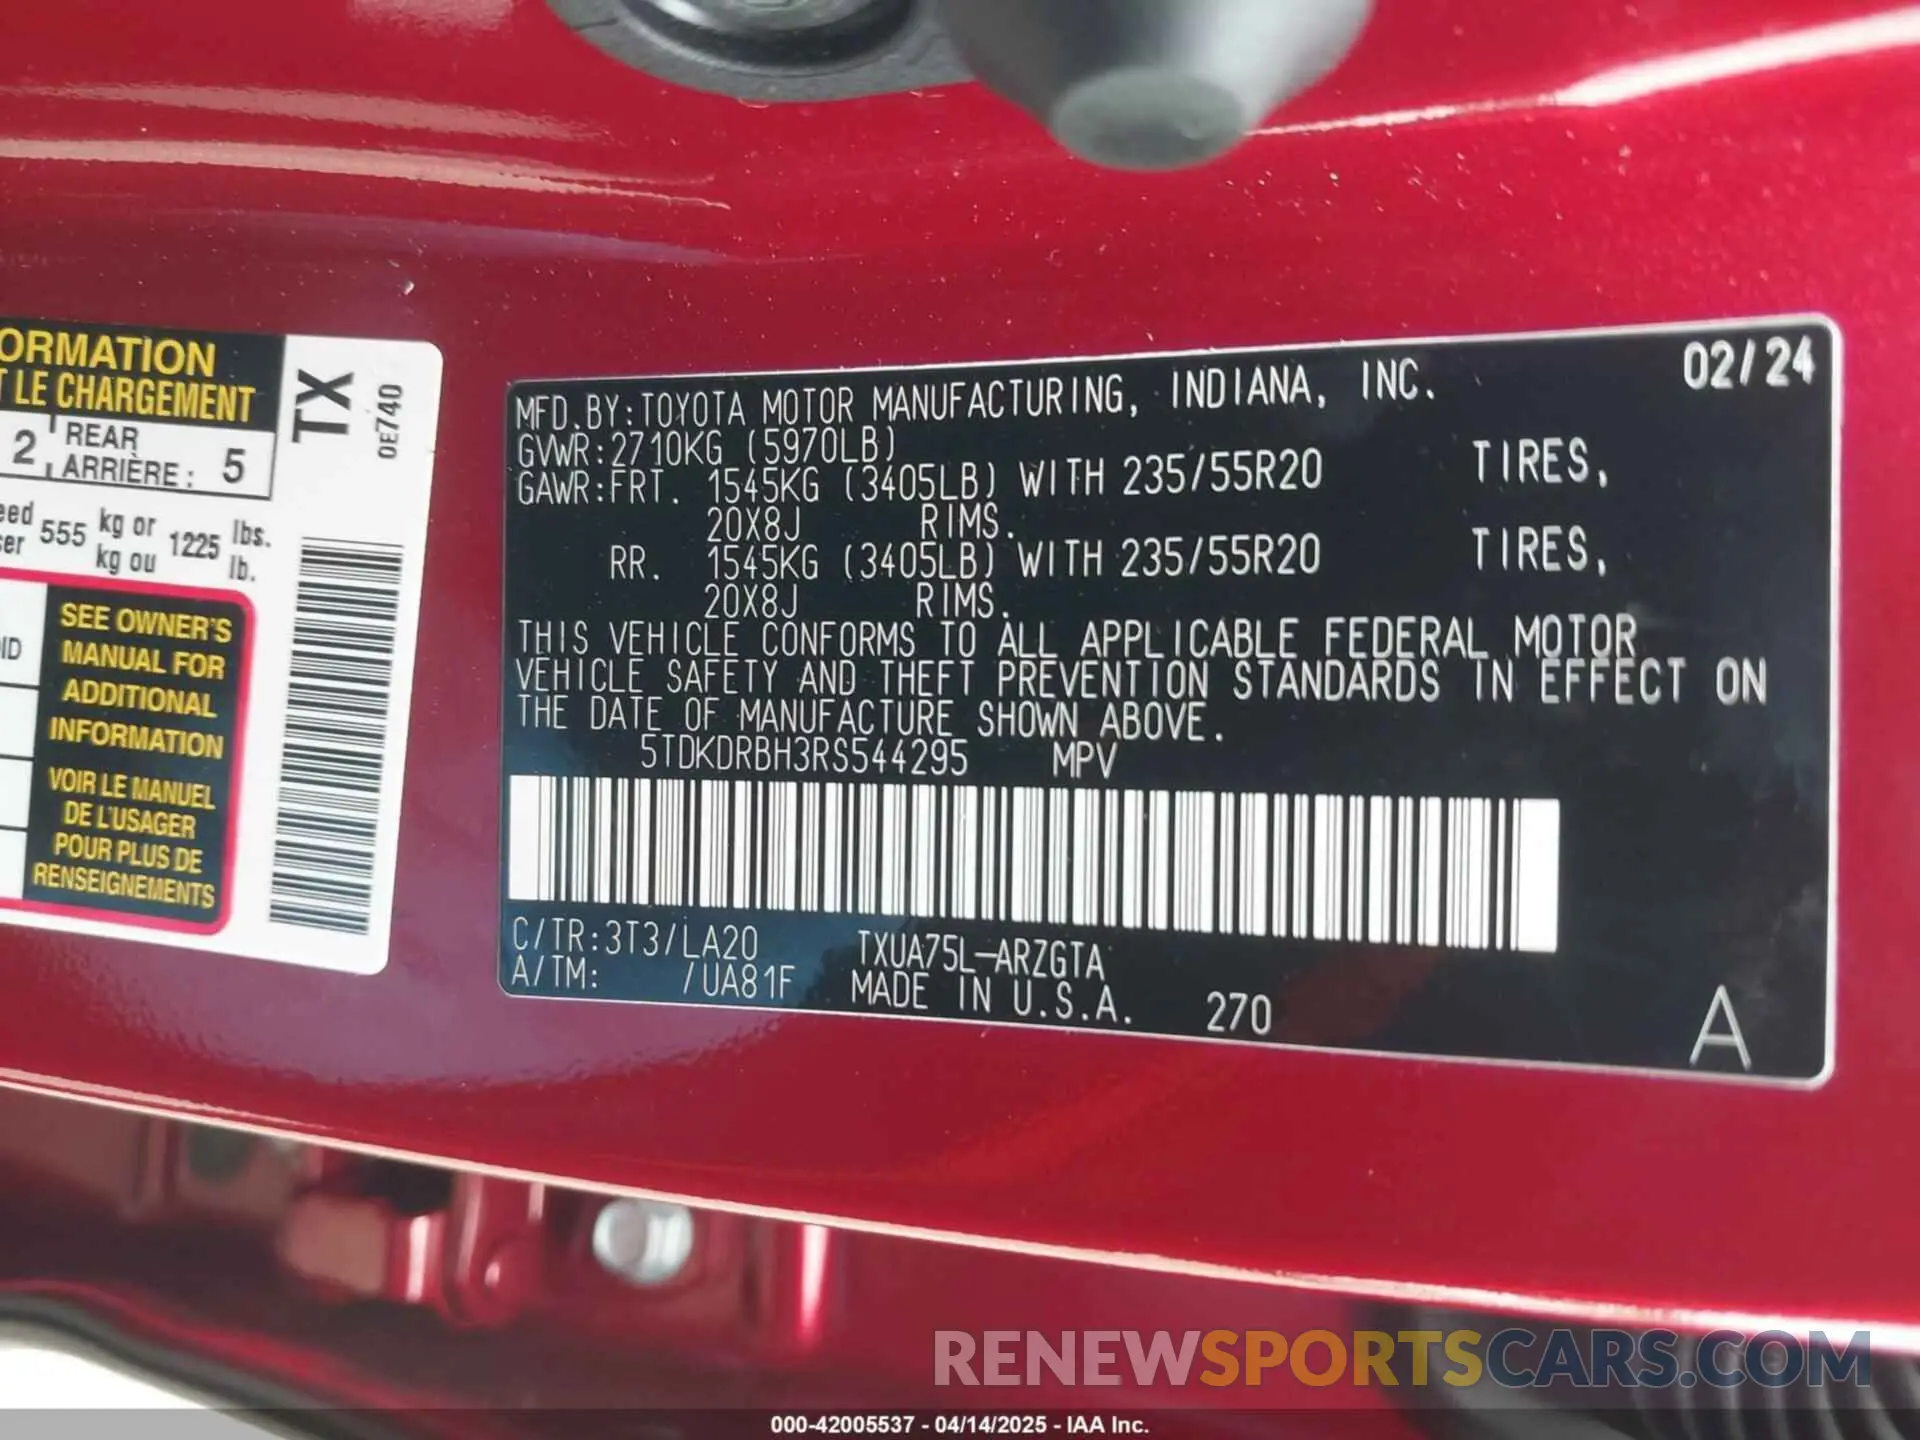 ORMATION
T LE CHARGEMENT
2 REAR
ARRIÈRE : 5
TX
0E740
eed
ser
555 kg or
kg ou
1225 lbs.
lb.
SEE OWNER'S
MANUAL FOR
ADDITIONAL
INFORMATION
VOIR LE MANUEL
DE L'USAGER
POUR PLUS DE
RENSEIGNEMENTS
02/24
MFD.BY:TOYOTA MOTOR MANUFACTURING, INDIANA, INC.
GVWR:2710KG (5970LB)
GAWR:FRT. 1545KG (3405LB) WITH 235/55R20 TIRES,
20X8J RIMS.
RR. 1545KG (3405LB) WITH 235/55R20 TIRES,
20X8J RIMS.
THIS VEHICLE CONFORMS TO ALL APPLICABLE FEDERAL MOTOR
VEHICLE SAFETY AND THEFT PREVENTION STANDARDS IN EFFECT ON
THE DATE OF MANUFACTURE SHOWN ABOVE.
5TDKDRBH3RS544295 MPV
C/TR:3T3/LA20 TXUA75L-ARZGTA
A/TM: /UA81F MADE IN U.S.A. 270
A
RENEWSPORTSCARS.COM
000-42005537 - 04/14/2025 - IAA Inc.